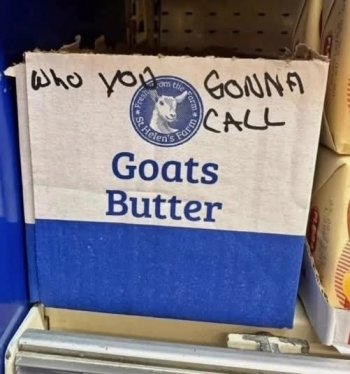 WHO YOU GONNA
CALL
Fresh from the Farm
St Helen's Farm
Goats
Butter